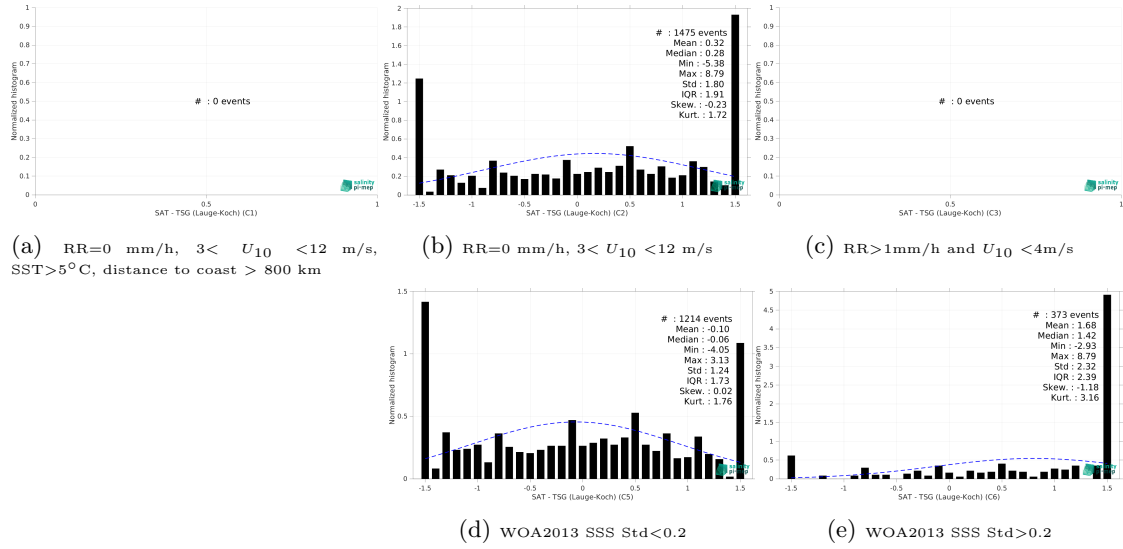 1
0.9
0.8
0.7
0.6
0.5
0.4
0.3
0.2
0.1
0
Normalized histogram
# : 0 events
salinity
pi-mep
0 0.5 1
SAT - TSG (Lauge-Koch) (C1)
2
1.8
1.6
1.4
1.2
1
0.8
0.6
0.4
0.2
0
Normalized histogram
# : 1475 events
Mean : 0.32
Median : 0.28
Min : -5.38
Max : 8.79
Std : 1.80
IQR : 1.91
Skew. : -0.23
Kurt. : 1.72
salinity
pi-mep
-1.5 -1 -0.5 0 0.5 1 1.5
SAT - TSG (Lauge-Koch) (C2)
1
0.9
0.8
0.7
0.6
0.5
0.4
0.3
0.2
0.1
0
Normalized histogram
# : 0 events
salinity
pi-mep
0 0.5 1
SAT - TSG (Lauge-Koch) (C3)
(a) RR=0 mm/h, 3< U10 <12 m/s,
SST>5°C, distance to coast > 800 km
(b) RR=0 mm/h, 3< U10 <12 m/s
(c) RR>1mm/h and U10 <4m/s
1.5
1
0.5
0
Normalized histogram
# : 1214 events
Mean : -0.10
Median : -0.06
Min : -4.05
Max : 3.13
Std : 1.24
IQR : 1.73
Skew. : 0.02
Kurt. : 1.76
salinity
pi-mep
-1.5 -1 -0.5 0 0.5 1 1.5
SAT - TSG (Lauge-Koch) (C5)
5
4.5
4
3.5
3
2.5
2
1.5
1
0.5
0
Normalized histogram
# : 373 events
Mean : 1.68
Median : 1.42
Min : -2.93
Max : 8.79
Std : 2.32
IQR : 2.39
Skew. : -1.18
Kurt. : 3.16
salinity
pi-mep
-1.5 -1 -0.5 0 0.5 1 1.5
SAT - TSG (Lauge-Koch) (C6)
(d) WOA2013 SSS Std<0.2
(e) WOA2013 SSS Std>0.2